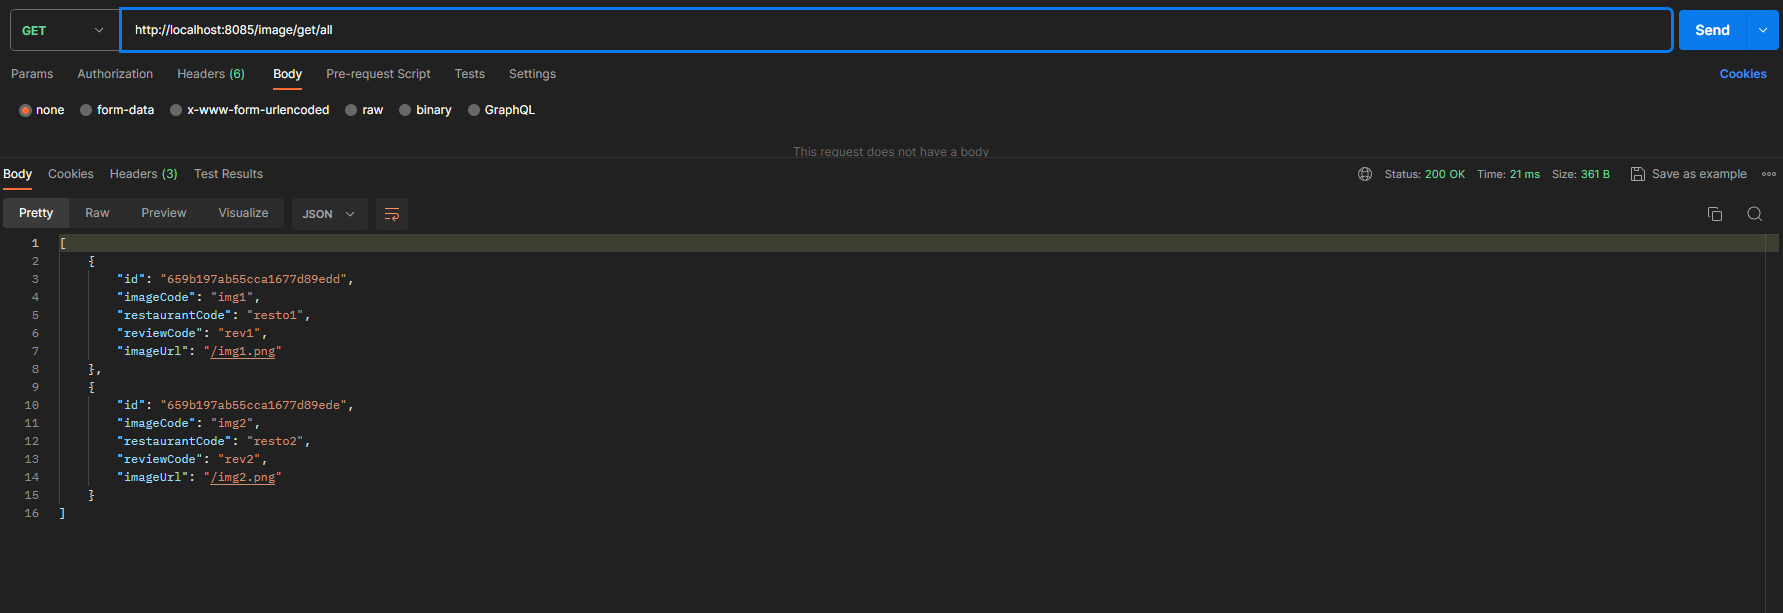 GET http://localhost:8085/image/get/all Send
Params Authorization Headers (6) Body Pre-request Script Tests Settings Cookies
none form-data x-www-form-urlencoded raw binary GraphQL
This request does not have a body
Body Cookies Headers (3) Test Results Status: 200 OK Time: 21 ms Size: 361 B Save as example
Pretty Raw Preview Visualize JSON
1 [
2 {
3 "id": "659b197ab55cca1677d89edd",
4 "imageCode": "img1",
5 "restaurantCode": "resto1",
6 "reviewCode": "rev1",
7 "imageUrl": "/img1.png"
8 },
9 {
10 "id": "659b197ab55cca1677d89ede",
11 "imageCode": "img2",
12 "restaurantCode": "resto2",
13 "reviewCode": "rev2",
14 "imageUrl": "/img2.png"
15 }
16 ]